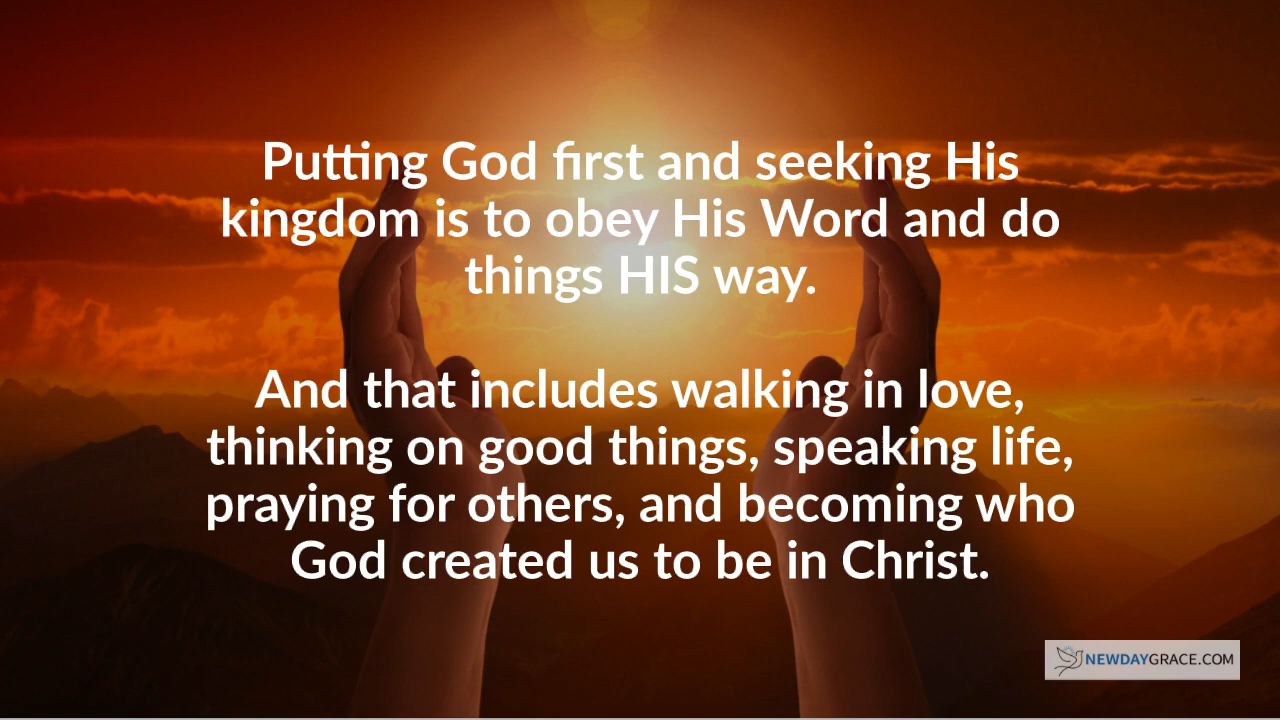 Putting God first and seeking His
kingdom is to obey His Word and do
things HIS way.
And that includes walking in love,
thinking on good things, speaking life,
praying for others, and becoming who
God created us to be in Christ.
NEWDAYGRACE.COM